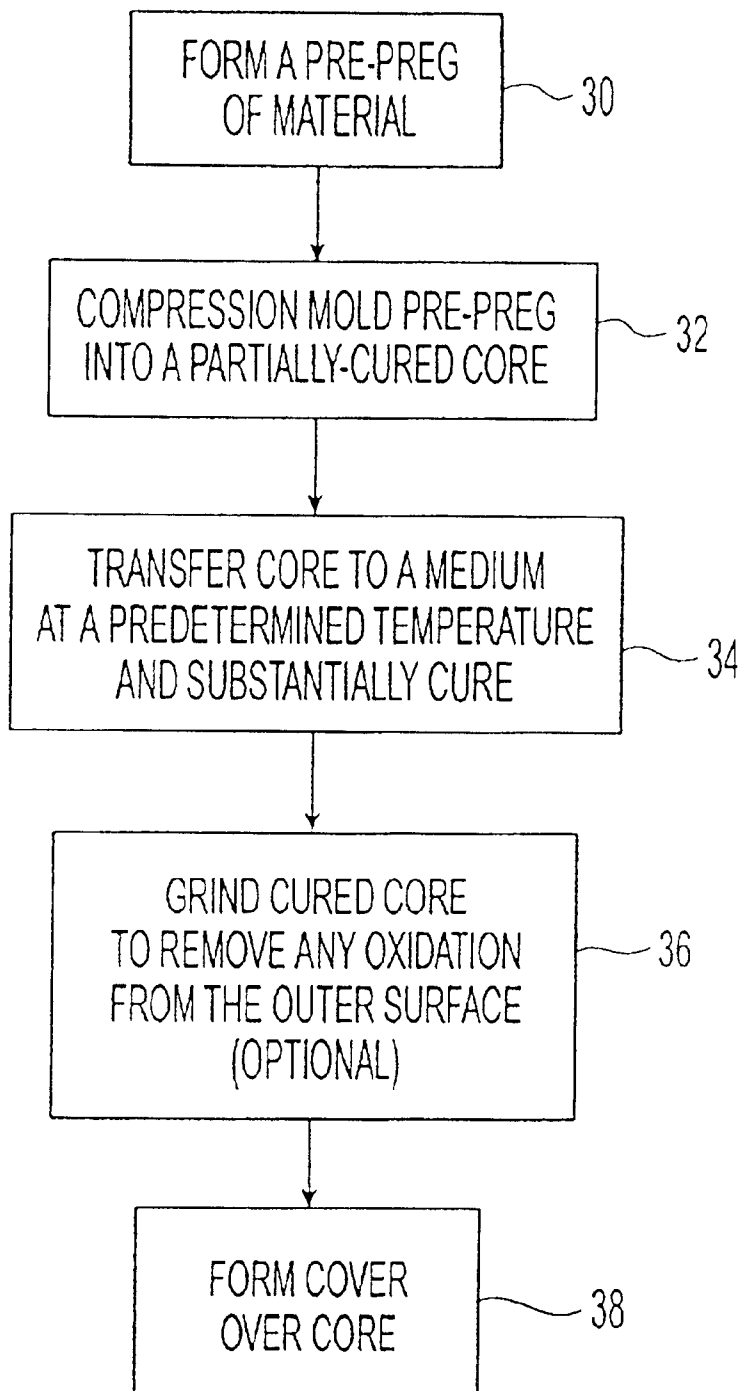 FORM A PRE-PREG
OF MATERIAL
30
COMPRESSION MOLD PRE-PREG
INTO A PARTIALLY-CURED CORE
32
TRANSFER CORE TO A MEDIUM
AT A PREDETERMINED TEMPERATURE
AND SUBSTANTIALLY CURE
34
GRIND CURED CORE
TO REMOVE ANY OXIDATION
FROM THE OUTER SURFACE
(OPTIONAL)
36
FORM COVER
OVER CORE
38